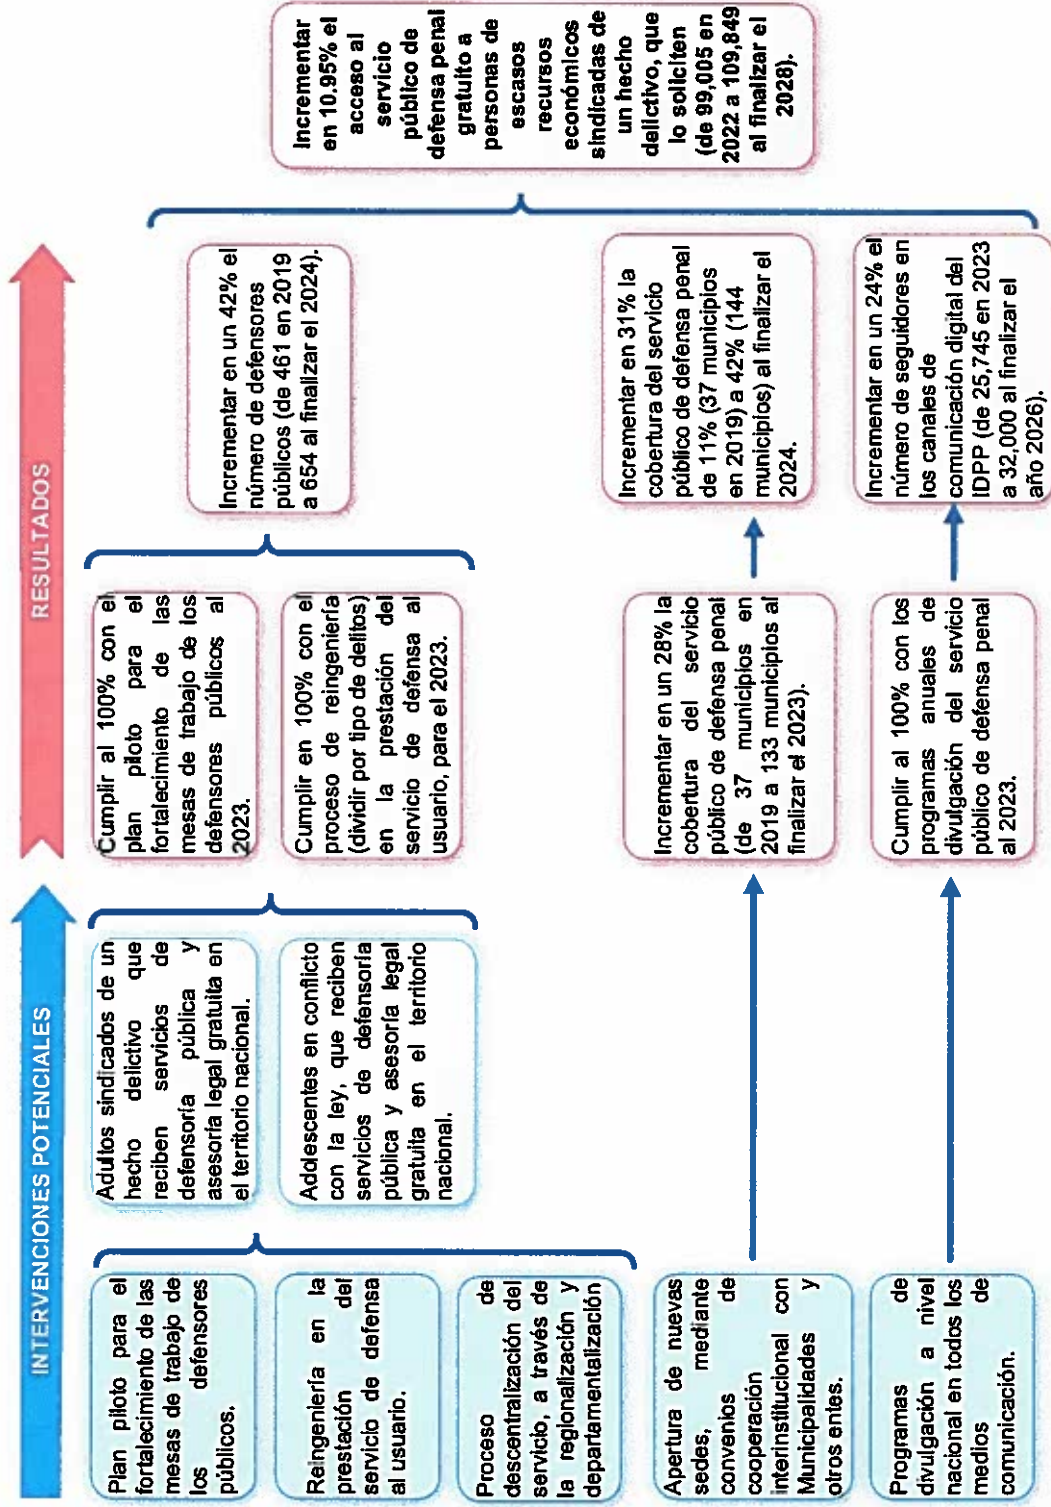 INTERVENCIONES POTENCIALES
RESULTADOS
Plan piloto para el
fortalecimiento de las
mesas de trabajo de
los defensores
públicos.
Reingeniería en la
prestación del
servicio de defensa
al usuario.
Proceso de
descentralización del
servicio, a través de
la regionalización y
departamentalización
Apertura de nuevas
sedes, mediante
convenios de
cooperación
interinstitucional con
Municipalidades y
otros entes.
Programas de
divulgación a nivel
nacional en todos los
medios de
comunicación.
Adultos sindicados de un
hecho delictivo que
reciben servicios de
defensoría pública y
asesoría legal gratuita en
el territorio nacional.
Adolescentes en conflicto
con la ley, que reciben
servicios de defensoría
pública y asesoría legal
gratuita en el territorio
nacional.
Cumplir al 100% con el
plan piloto para el
fortalecimiento de las
mesas de trabajo de los
defensores públicos al
2023.
Cumplir en 100% con el
proceso de reingeniería
(dividir por tipo de delitos)
en la prestación del
servicio de defensa al
usuario, para el 2023.
Incrementar en un 28% la
cobertura del servicio
público de defensa penal
(de 37 municipios en
2019 a 133 municipios al
finalizar el 2023).
Cumplir al 100% con los
programas anuales de
divulgación del servicio
público de defensa penal
al 2023.
Incrementar en un 42% el
número de defensores
públicos (de 461 en 2019
a 654 al finalizar el 2024).
Incrementar en 31% la
cobertura del servicio
público de defensa penal
de 11% (37 municipios
en 2019) a 42% (144
municipios) al finalizar el
2024.
Incrementar en un 24% el
número de seguidores en
los canales de
comunicación digital del
IDPP (de 25,745 en 2023
a 32,000 al finalizar el
año 2026).
Incrementar
en 10.95% el
acceso al
servicio
público de
defensa penal
gratuito a
personas de
escasos
recursos
económicos
sindicadas de
un hecho
delictivo, que
lo soliciten
(de 99,005 en
2022 a 109,849
al finalizar el
2028).